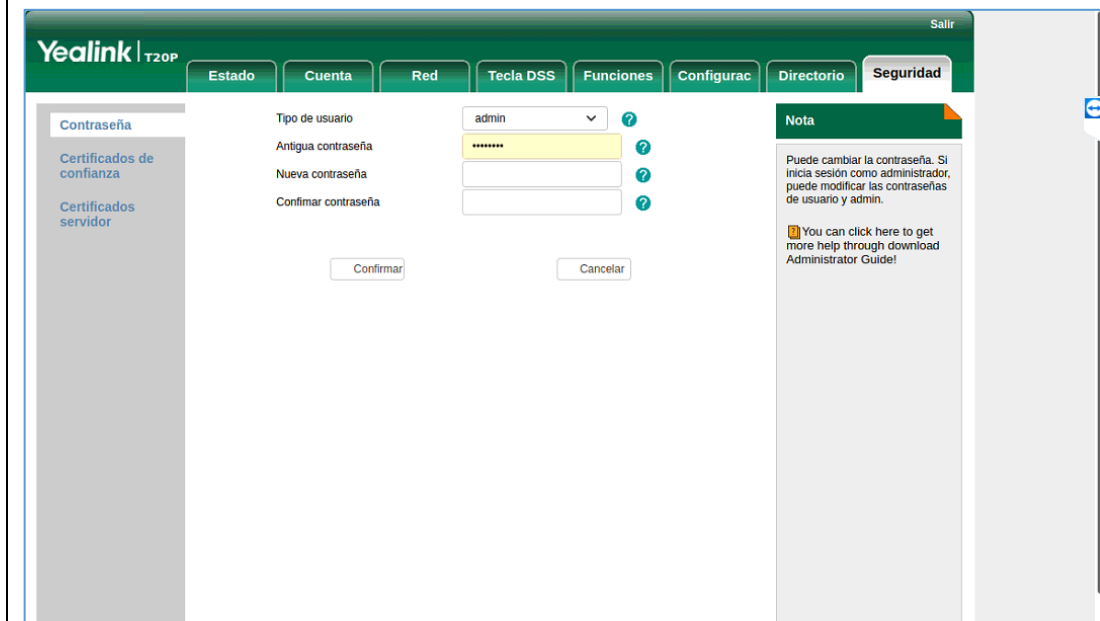 Salir
Yealink | T20P
Estado Cuenta Red Tecla DSS Funciones Configurac Directorio Seguridad
Contraseña
Certificados de
confianza
Certificados
servidor
Tipo de usuario admin
Antigua contraseña ••••••••
Nueva contraseña
Confimar contraseña
Confirmar Cancelar
Nota
Puede cambiar la contraseña. Si
inicia sesión como administrador,
puede modificar las contraseñas
de usuario y admin.
You can click here to get
more help through download
Administrator Guide!